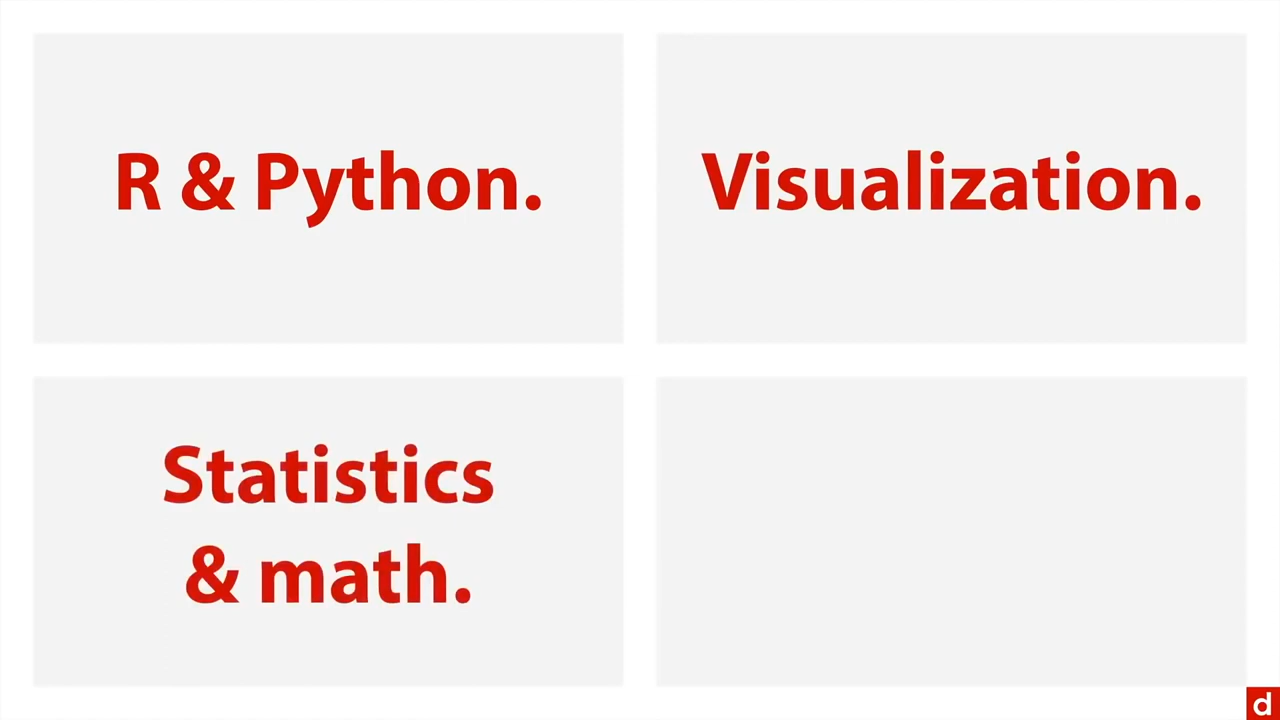 R & Python.
Visualization.
Statistics
& math.
d